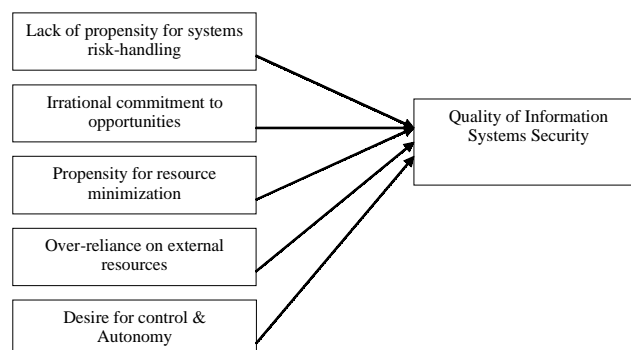 Lack of propensity for systems
risk-handling
Irrational commitment to
opportunities
Propensity for resource
minimization
Over-reliance on external
resources
Desire for control &
Autonomy
Quality of Information
Systems Security